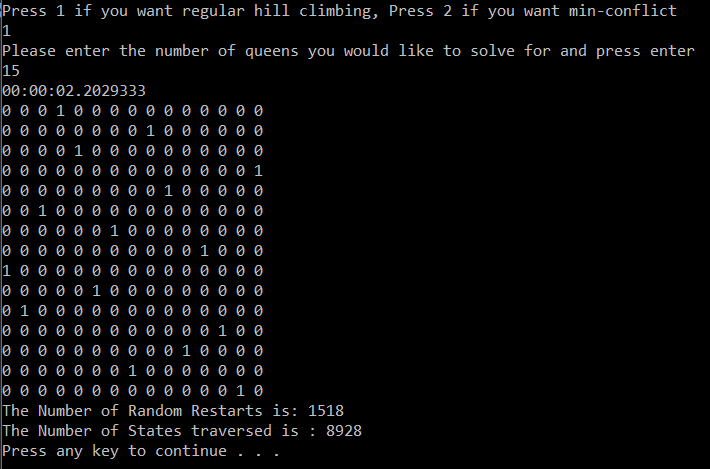 Press 1 if you want regular hill climbing, Press 2 if you want min-conflict
1
Please enter the number of queens you would like to solve for and press enter
15
00:00:02.2029333
0 0 0 1 0 0 0 0 0 0 0 0 0 0 0
0 0 0 0 0 0 0 0 1 0 0 0 0 0 0
0 0 0 0 1 0 0 0 0 0 0 0 0 0 0
0 0 0 0 0 0 0 0 0 0 0 0 0 0 1
0 0 0 0 0 0 0 0 0 1 0 0 0 0 0
0 0 1 0 0 0 0 0 0 0 0 0 0 0 0
0 0 0 0 0 0 1 0 0 0 0 0 0 0 0
0 0 0 0 0 0 0 0 0 0 0 1 0 0 0
1 0 0 0 0 0 0 0 0 0 0 0 0 0 0
0 0 0 0 0 1 0 0 0 0 0 0 0 0 0
0 1 0 0 0 0 0 0 0 0 0 0 0 0 0
0 0 0 0 0 0 0 0 0 0 0 0 1 0 0
0 0 0 0 0 0 0 0 0 0 1 0 0 0 0
0 0 0 0 0 0 0 1 0 0 0 0 0 0 0
0 0 0 0 0 0 0 0 0 0 0 0 0 1 0
The Number of Random Restarts is: 1518
The Number of States traversed is : 8928
Press any key to continue . . .